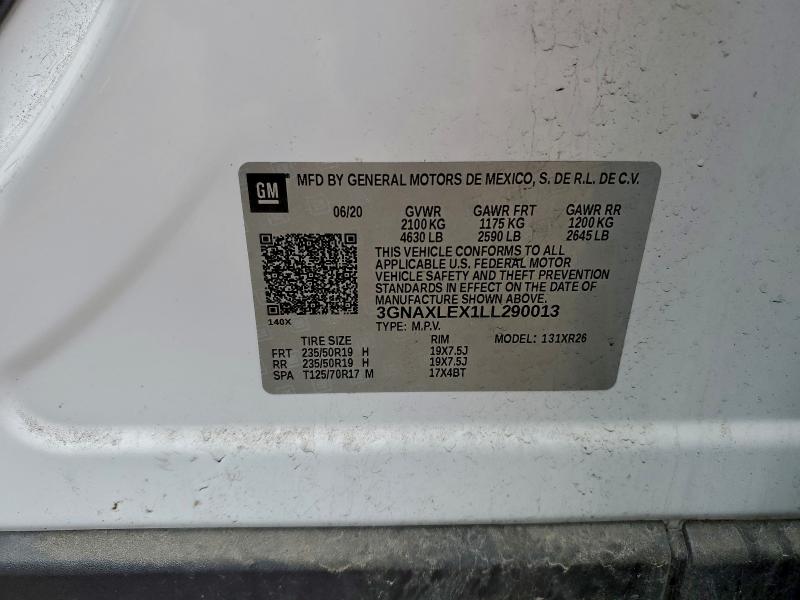 GM MFD BY GENERAL MOTORS DE MEXICO, S. DE R.L. DE C.V.
06/20 GVWR GAWR FRT GAWR RR
2100 KG 1175 KG 1200 KG
4630 LB 2590 LB 2645 LB
THIS VEHICLE CONFORMS TO ALL
APPLICABLE U.S. FEDERAL MOTOR
VEHICLE SAFETY AND THEFT PREVENTION
STANDARDS IN EFFECT ON THE DATE OF
MANUFACTURE SHOWN ABOVE.
3GNAXLEX1LL290013
140X TYPE: M.P.V.
TIRE SIZE RIM MODEL: 131XR26
FRT 235/50R19 H 19X7.5J
RR 235/50R19 H 19X7.5J
SPA T125/70R17 M 17X4BT